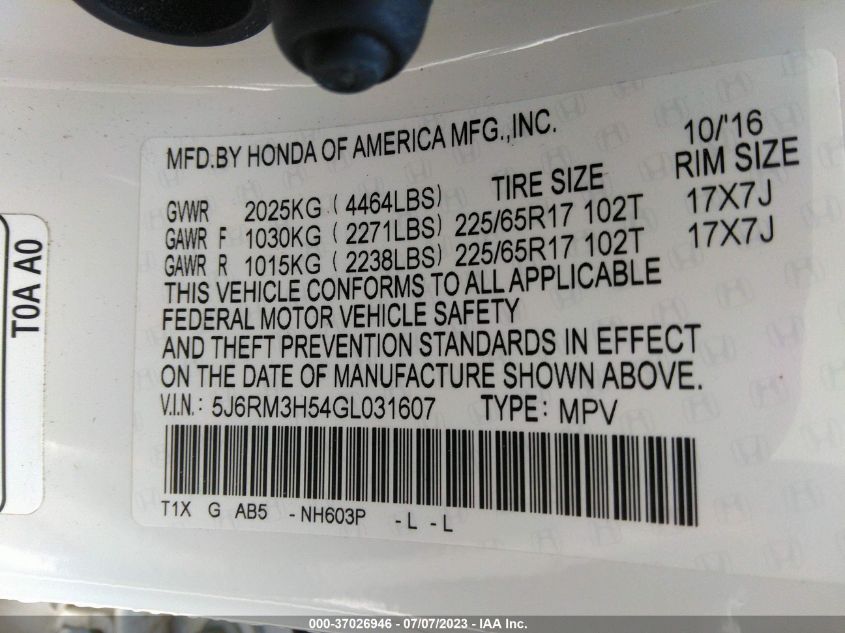 MFD.BY HONDA OF AMERICA MFG.,INC. 10/'16
TIRE SIZE RIM SIZE
GVWR 2025KG ( 4464LBS)
GAWR F 1030KG ( 2271LBS) 225/65R17 102T 17X7J
GAWR R 1015KG ( 2238LBS) 225/65R17 102T 17X7J
THIS VEHICLE CONFORMS TO ALL APPLICABLE
FEDERAL MOTOR VEHICLE SAFETY
AND THEFT PREVENTION STANDARDS IN EFFECT
ON THE DATE OF MANUFACTURE SHOWN ABOVE.
V.I.N.: 5J6RM3H54GL031607 TYPE: MPV
T1X G AB5 -NH603P -L -L
T0A A0
000-37026946 - 07/07/2023 - IAA Inc.